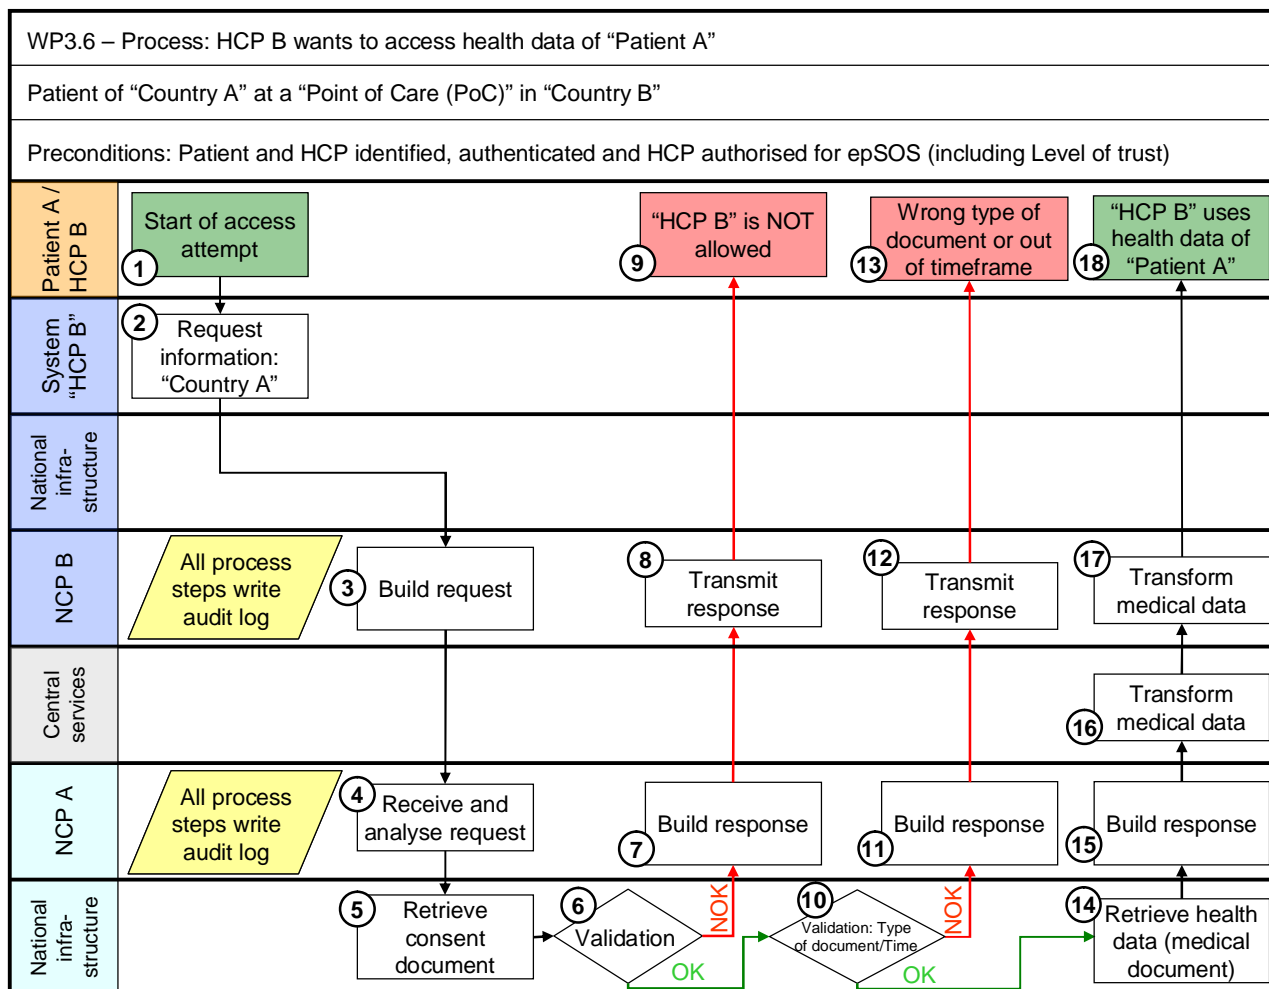 WP3.6 – Process: HCP B wants to access health data of “Patient A”
Patient of “Country A” at a “Point of Care (PoC)” in “Country B”
Preconditions: Patient and HCP identified, authenticated and HCP authorised for epSOS (including Level of trust)
Patient A /
HCP B
Start of access
attempt
1
“HCP B” is NOT
allowed
9
Wrong type of
document or out
of timeframe
13
“HCP B” uses
health data of
“Patient A”
18
System
“HCP B”
2
Request
information:
“Country A”
National
infra-
structure
NCP B
All process
steps write
audit log
3
Build request
8
Transmit
response
12
Transmit
response
17
Transform
medical data
Central
services
Transform
medical data
16
NCP A
All process
steps write
audit log
4
Receive and
analyse request
Build response
7
Build response
11
Build response
15
National
infra-
structure
5
Retrieve
consent
document
6
Validation
NOK
OK
10
Validation: Type
of document/Time
NOK
OK
14
Retrieve health
data (medical
document)